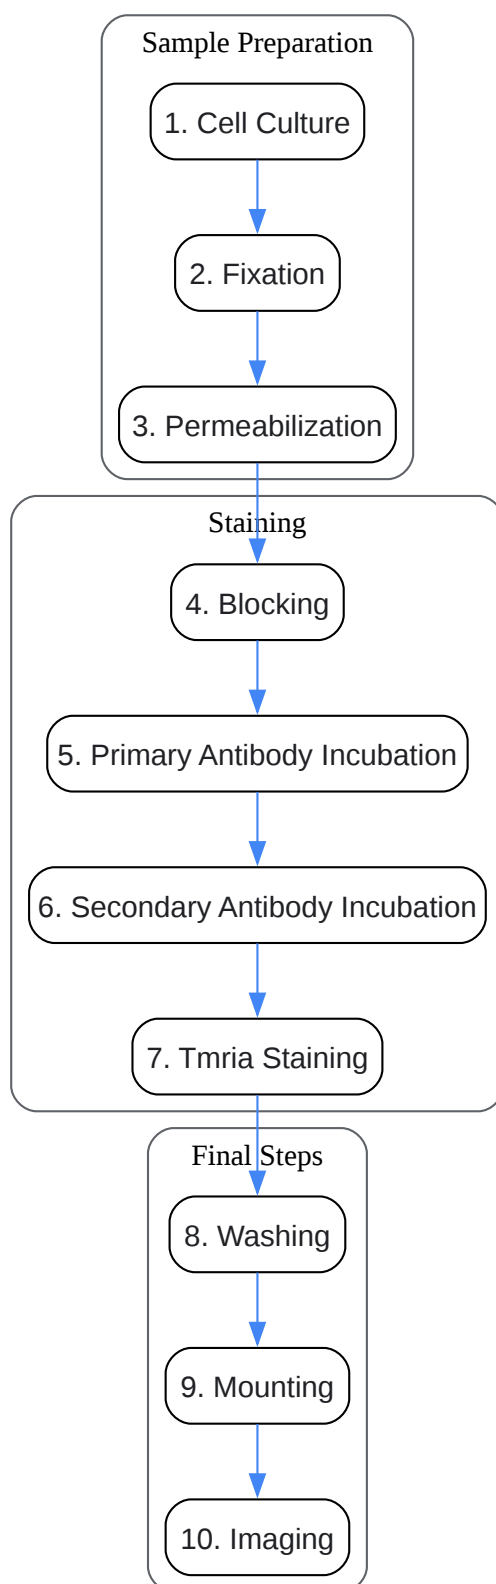 Sample Preparation
1. Cell Culture
2. Fixation
3. Permeabilization
Staining
4. Blocking
5. Primary Antibody Incubation
6. Secondary Antibody Incubation
7. Tmria Staining
Final Steps
8. Washing
9. Mounting
10. Imaging